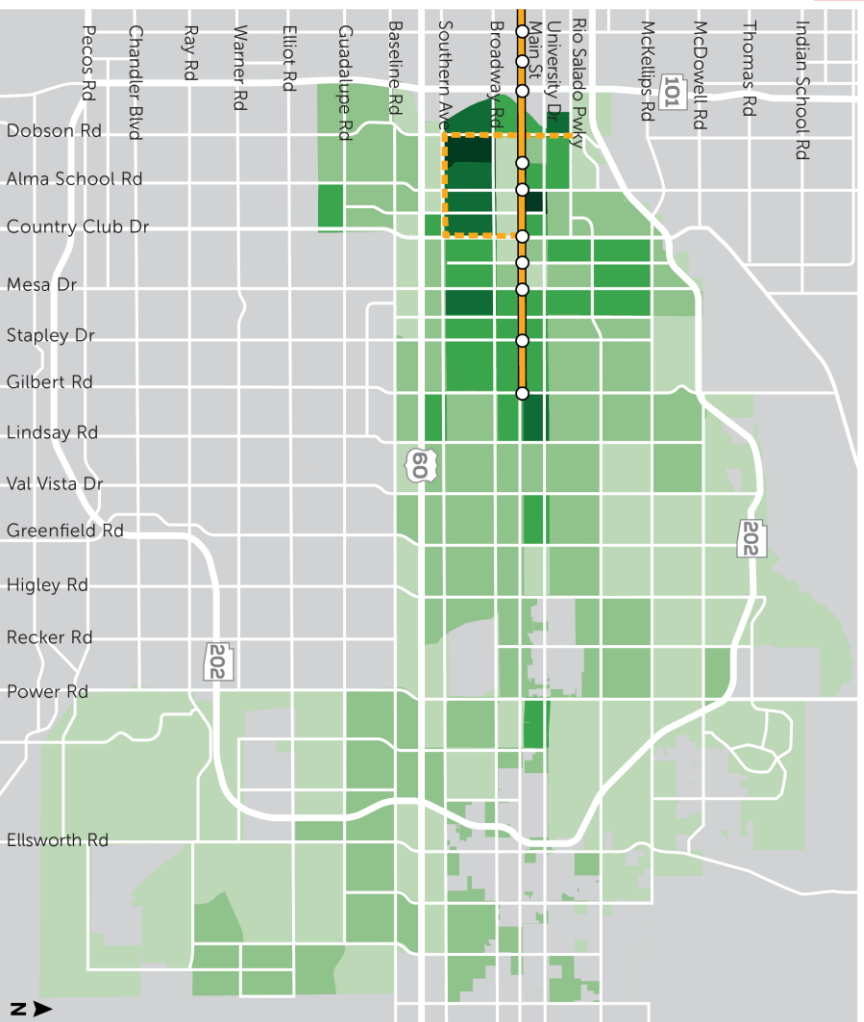 Pecos Rd
Chandler Blvd
Ray Rd
Warner Rd
Elliot Rd
Guadalupe Rd
Baseline Rd
Southern Ave
Broadway Rd
Main St
University Dr
Rio Salado Pwky
McKellips Rd
101
McDowell Rd
Thomas Rd
Indian School Rd
Dobson Rd
Alma School Rd
Country Club Dr
Mesa Dr
Stapley Dr
Gilbert Rd
Lindsay Rd
60
Val Vista Dr
Greenfield Rd
202
Higley Rd
Recker Rd
202
Power Rd
Ellsworth Rd
N